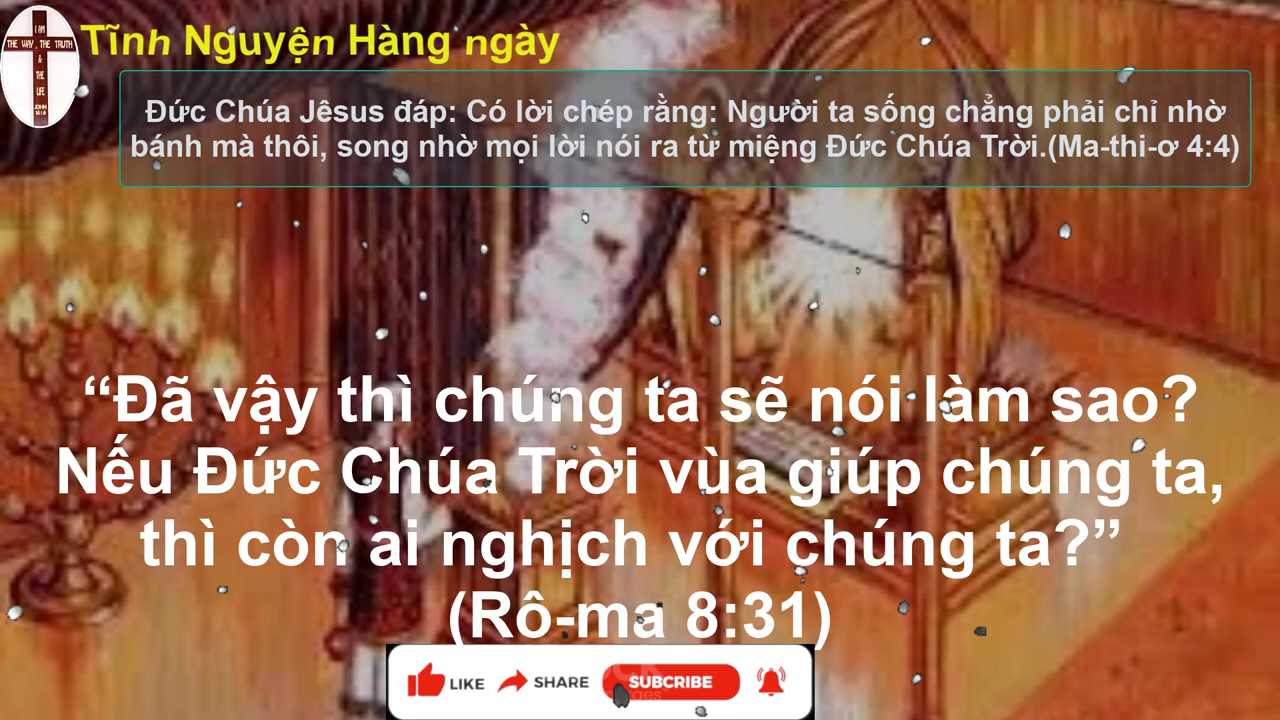 I AM
THE WAY, THE TRUTH
&
THE
LIFE
JOHN
14:6
Tĩnh Nguyện Hàng ngày
Đức Chúa Jêsus đáp: Có lời chép rằng: Người ta sống chẳng phải chỉ nhờ
bánh mà thôi, song nhờ mọi lời nói ra từ miệng Đức Chúa Trời.(Ma-thi-ơ 4:4)
“Đã vậy thì chúng ta sẽ nói làm sao?
Nếu Đức Chúa Trời vùa giúp chúng ta,
thì còn ai nghịch với chúng ta?”
(Rô-ma 8:31)
LIKE SHARE SUBCRIBE